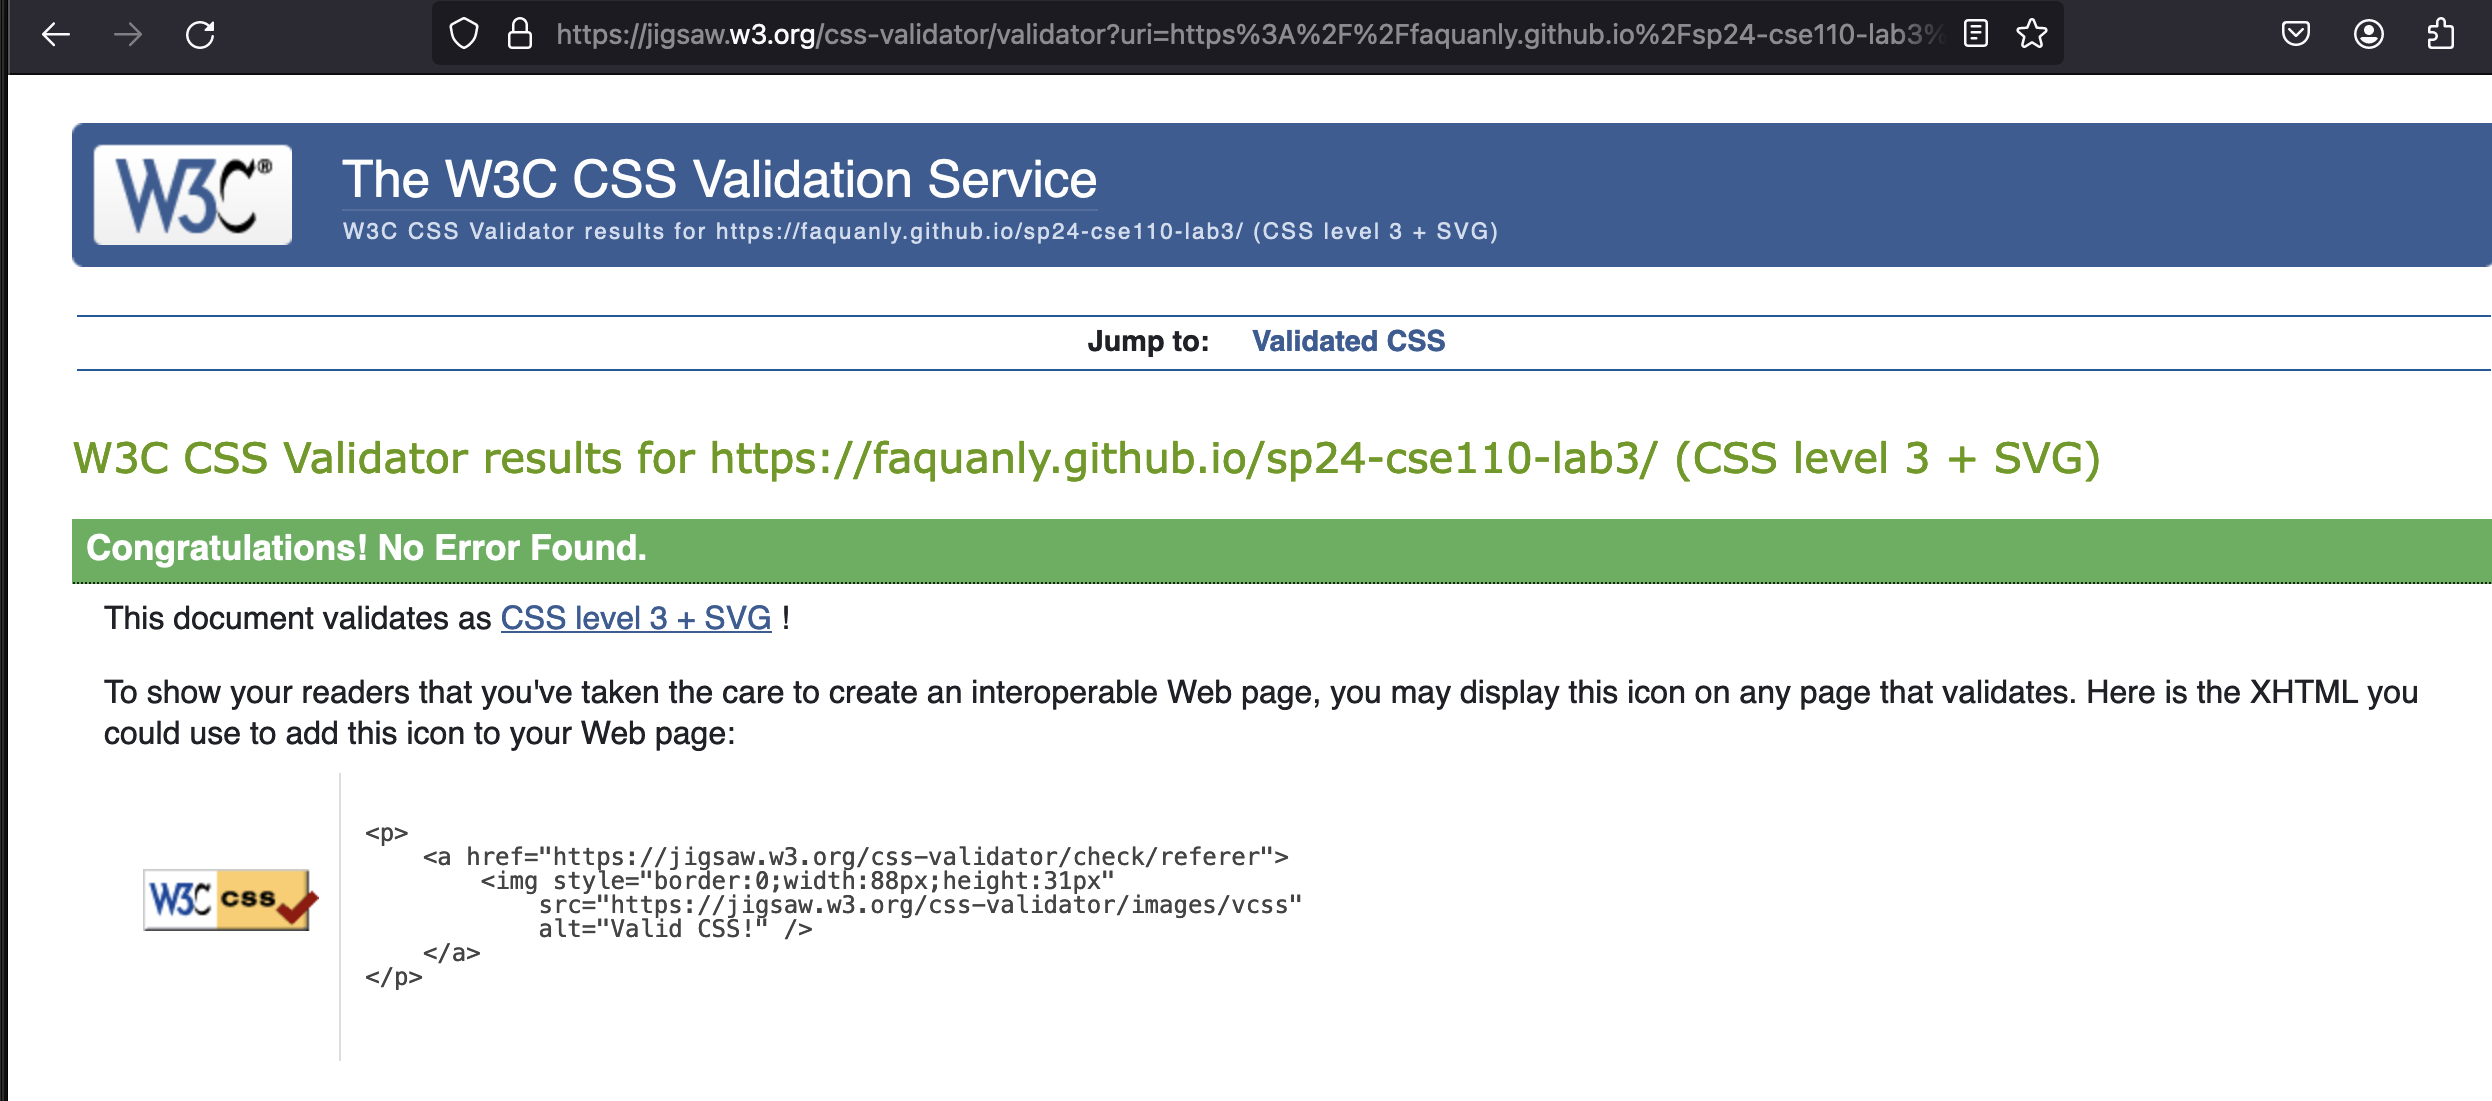 https://jigsaw.w3.org/css-validator/validator?uri=https%3A%2F%2Ffaquanly.github.io%2Fsp24-cse110-lab3%
W3C®
The W3C CSS Validation Service
W3C CSS Validator results for https://faquanly.github.io/sp24-cse110-lab3/ (CSS level 3 + SVG)
Jump to: Validated CSS
W3C CSS Validator results for https://faquanly.github.io/sp24-cse110-lab3/ (CSS level 3 + SVG)
Congratulations! No Error Found.
This document validates as CSS level 3 + SVG !
To show your readers that you've taken the care to create an interoperable Web page, you may display this icon on any page that validates. Here is the XHTML you
could use to add this icon to your Web page:
W3C css
<p>
    <a href="https://jigsaw.w3.org/css-validator/check/referer">
        <img style="border:0;width:88px;height:31px"
            src="https://jigsaw.w3.org/css-validator/images/vcss"
            alt="Valid CSS!" />
    </a>
</p>